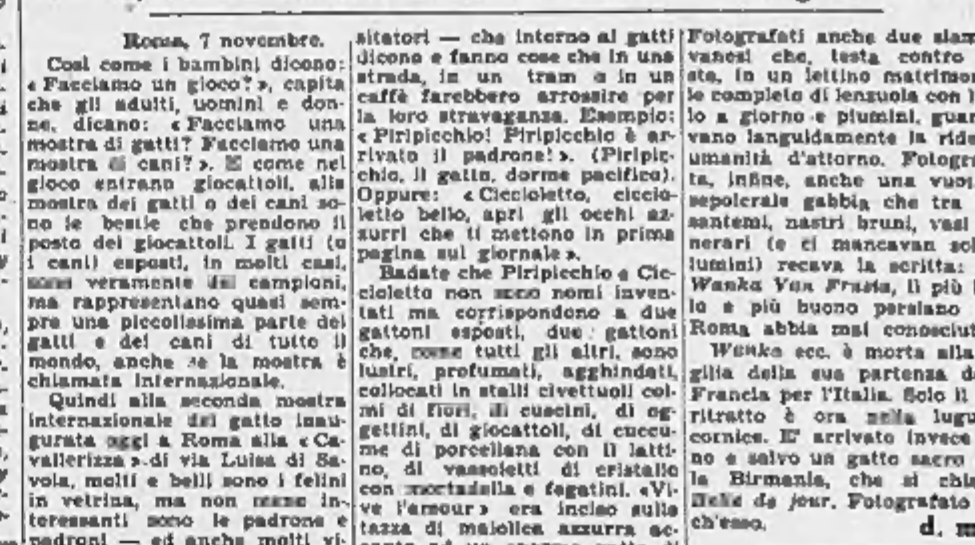 Roma, 7 novembre.
Così come i bambini dicono:
« Facciamo un gioco? », capita
che gli adulti, uomini e don-
ne, dicano: « Facciamo una
mostra di gatti? Facciamo una
mostra di cani? ». E come nel
gioco entrano giocattoli, alla
mostra dei gatti o dei cani so-
no le bestie che prendono il
posto dei giocattoli. I gatti (o
i cani) esposti, in molti casi,
sono veramente dei campioni,
ma rappresentano quasi sem-
pre una piccolissima parte dei
gatti e dei cani di tutto il
mondo, anche se la mostra è
chiamata internazionale.
Quindi alla seconda mostra
internazionale del gatto inau-
gurata oggi a Roma alla « Ca-
vallerizza » di via Luisa di Sa-
voia, molti e belli sono i felini
in vetrina, ma non meno in-
teressanti sono le padrone e
padroni — ed anche molti vi-
sitatori — che intorno ai gatti
dicono e fanno cose che in una
strada, in un tram o in un
caffè farebbero arrossire per
la loro stravaganza. Esempio:
« Piripicchio! Piripicchio è ar-
rivato il padrone! ». (Piripic-
chio, il gatto, dorme pacifico).
Oppure: « Ciccioletto, ciccio-
letto bello, apri gli occhi az-
zurri che ti mettono in prima
pagina sul giornale ».
Badate che Piripicchio e Cic-
cioletto non sono nomi inven-
tati ma corrispondono a due
gattoni esposti, due gattoni
che, come tutti gli altri, sono
lustri, profumati, agghindati,
collocati in stalli civettuoli col-
mi di fiori, di cuscini, di og-
gettini, di giocattoli, di cuccu-
me di porcellana con il latti-
no, di vassoietti di cristallo
con mortadella e fegatini. «Vi-
ve l'amour» era inciso sulla
tazza di maiolica azzurra ac-
Fotografati anche due siam
vanesi che, testa contro
sta, in un lettino matrimon
le completo di lenzuola con
lo a giorno e piumini, guar
vano languidamente la rid
umanità d'attorno. Fotogra
ta, infine, anche una vuo
sepolcrale gabbia che tra
santemi, nastri bruni, vasi
nerari (e ci mancavan so
lumini) recava la scritta:
Wanka Van Frasia, il più
lo e più buono persiano
Roma abbia mai conosciu
Wanka ecc. è morta alla
gilia della sua partenza d
Francia per l'Italia. Solo il
ritratto è ora nella lugu
cornice. E' arrivato invece
no e salvo un gatto sacro
la Birmania, che si chia
Belle de jour. Fotografato
ch'esso.
d. m